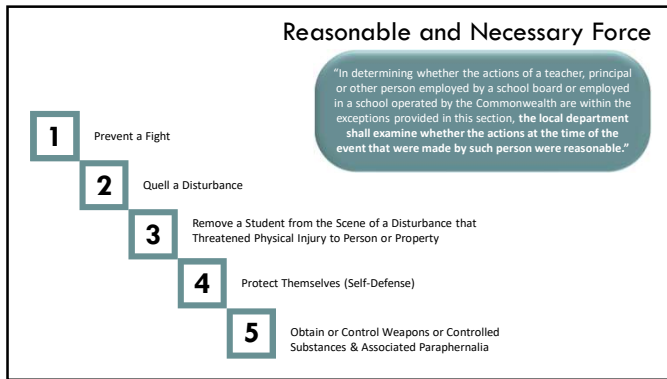 Reasonable and Necessary Force
“In determining whether the actions of a teacher, principal
or other person employed by a school board or employed
in a school operated by the Commonwealth are within the
exceptions provided in this section, the local department
shall examine whether the actions at the time of the
event that were made by such person were reasonable.”
1
Prevent a Fight
2
Quell a Disturbance
3
Remove a Student from the Scene of a Disturbance that
Threatened Physical Injury to Person or Property
4
Protect Themselves (Self-Defense)
5
Obtain or Control Weapons or Controlled
Substances & Associated Paraphernalia